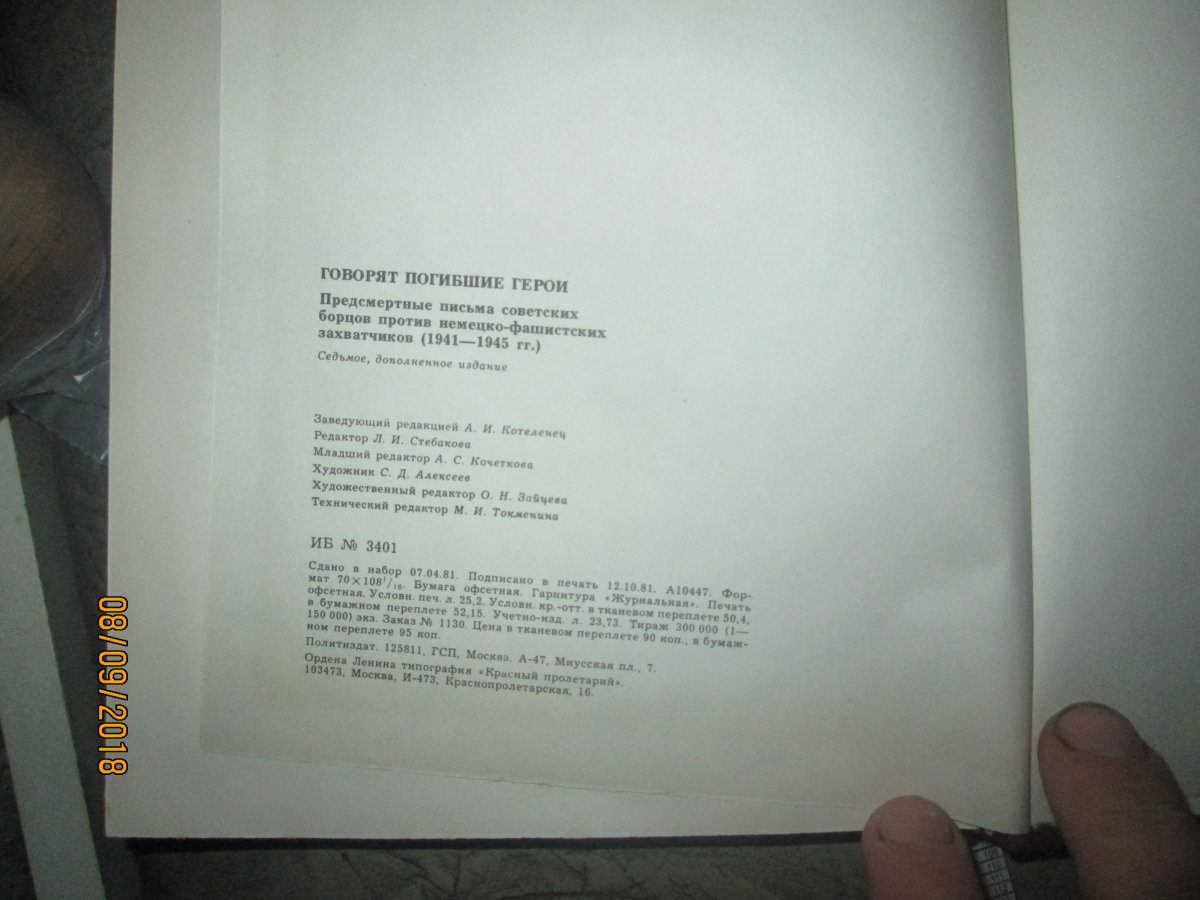 ГОВОРЯТ ПОГИБШИЕ ГЕРОИ
Предсмертные письма советских
борцов против немецко-фашистских
захватчиков (1941—1945 гг.)
Седьмое, дополненное издание
Заведующий редакцией А. И. Котеленец
Редактор Л. И. Стебакова
Младший редактор А. С. Кочеткова
Художник С. Д. Алексеев
Художественный редактор О. Н. Зайцева
Технический редактор М. И. Токменина
ИБ № 3401
Сдано в набор 07.04.81. Подписано в печать 12.10.81. А10447. Фор-
мат 70×108¹/₁₆. Бумага офсетная. Гарнитура «Журнальная». Печать
офсетная. Условн. печ. л. 25,2. Условн. кр.-отт. в тканевом переплете 50,4,
в бумажном переплете 52,15. Учетно-изд. л. 23,73. Тираж 300 000 (1—
150 000) экз. Заказ № 1130. Цена в тканевом переплете 90 коп., в бумаж-
ном переплете 95 коп.
Политиздат. 125811, ГСП, Москва. А-47, Миусская пл., 7.
Ордена Ленина типография «Красный пролетарий».
103473, Москва, И-473, Краснопролетарская, 16.
08/09/2018